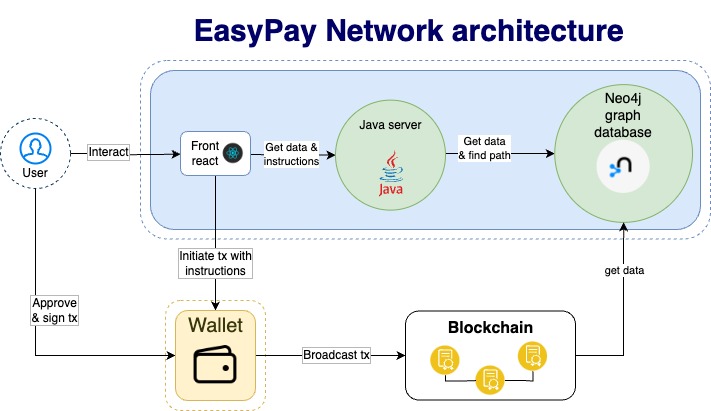 EasyPay Network architecture
Neo4j
graph
database
Java server
Front
react
Interact
Get data &
instructions
Get data
& find path
Java
User
Initiate tx with
instructions
get data
Approve
& sign tx
Wallet
Blockchain
Broadcast tx